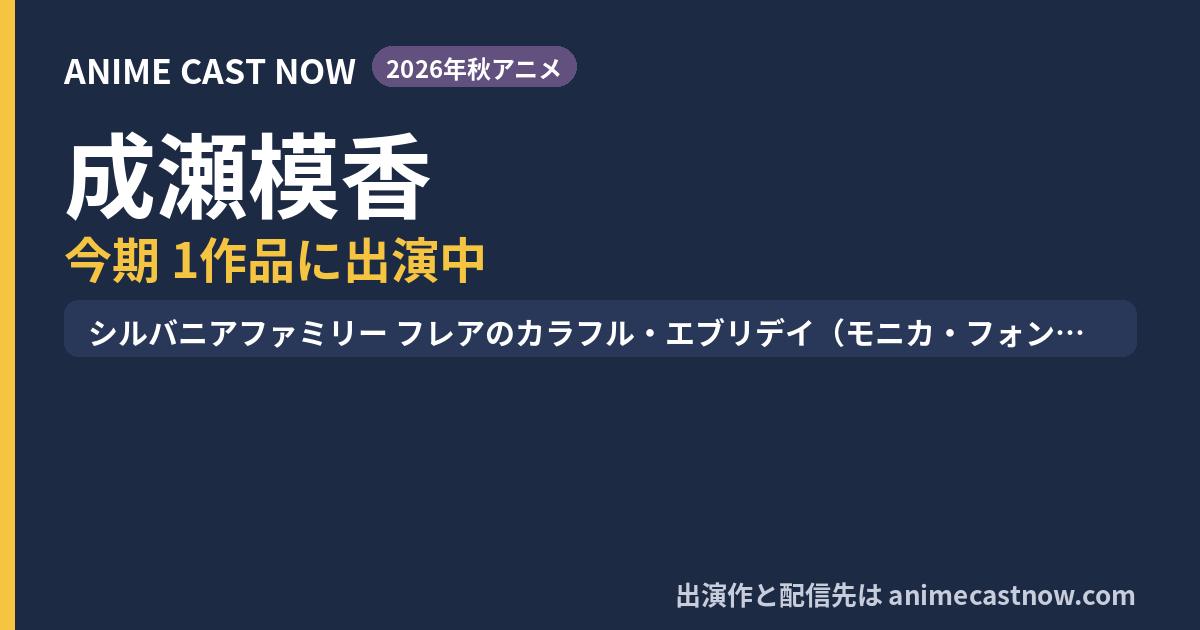 ANIME CAST NOW 2026年秋アニメ
成瀬模香
今期 1作品に出演中
シルバニアファミリー フレアのカラフル・エブリデイ（モニカ・フォン…
出演作と配信先は animecastnow.com